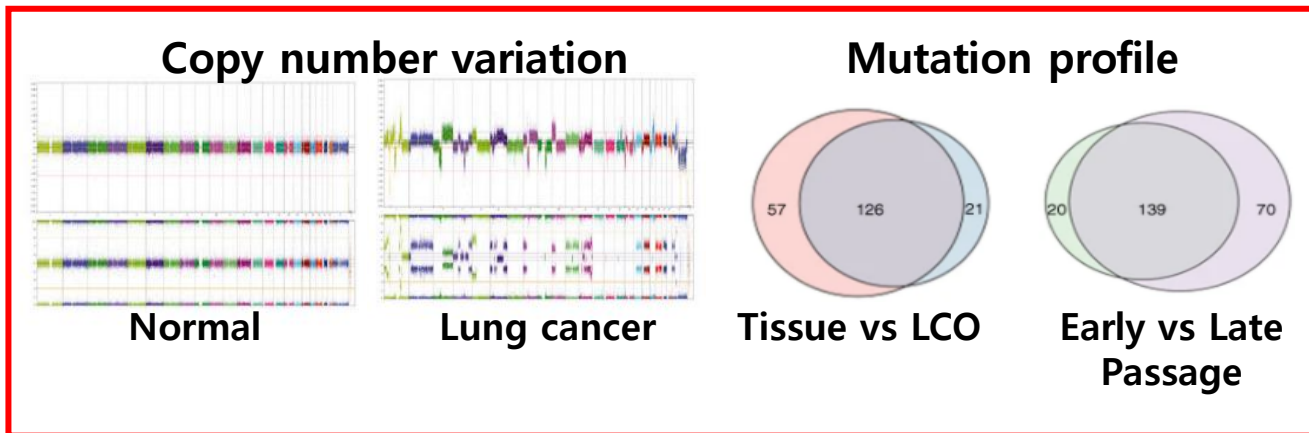 Copy number variation
Mutation profile
57
126
21
20
139
70
Normal
Lung cancer
Tissue vs LCO
Early vs Late
Passage